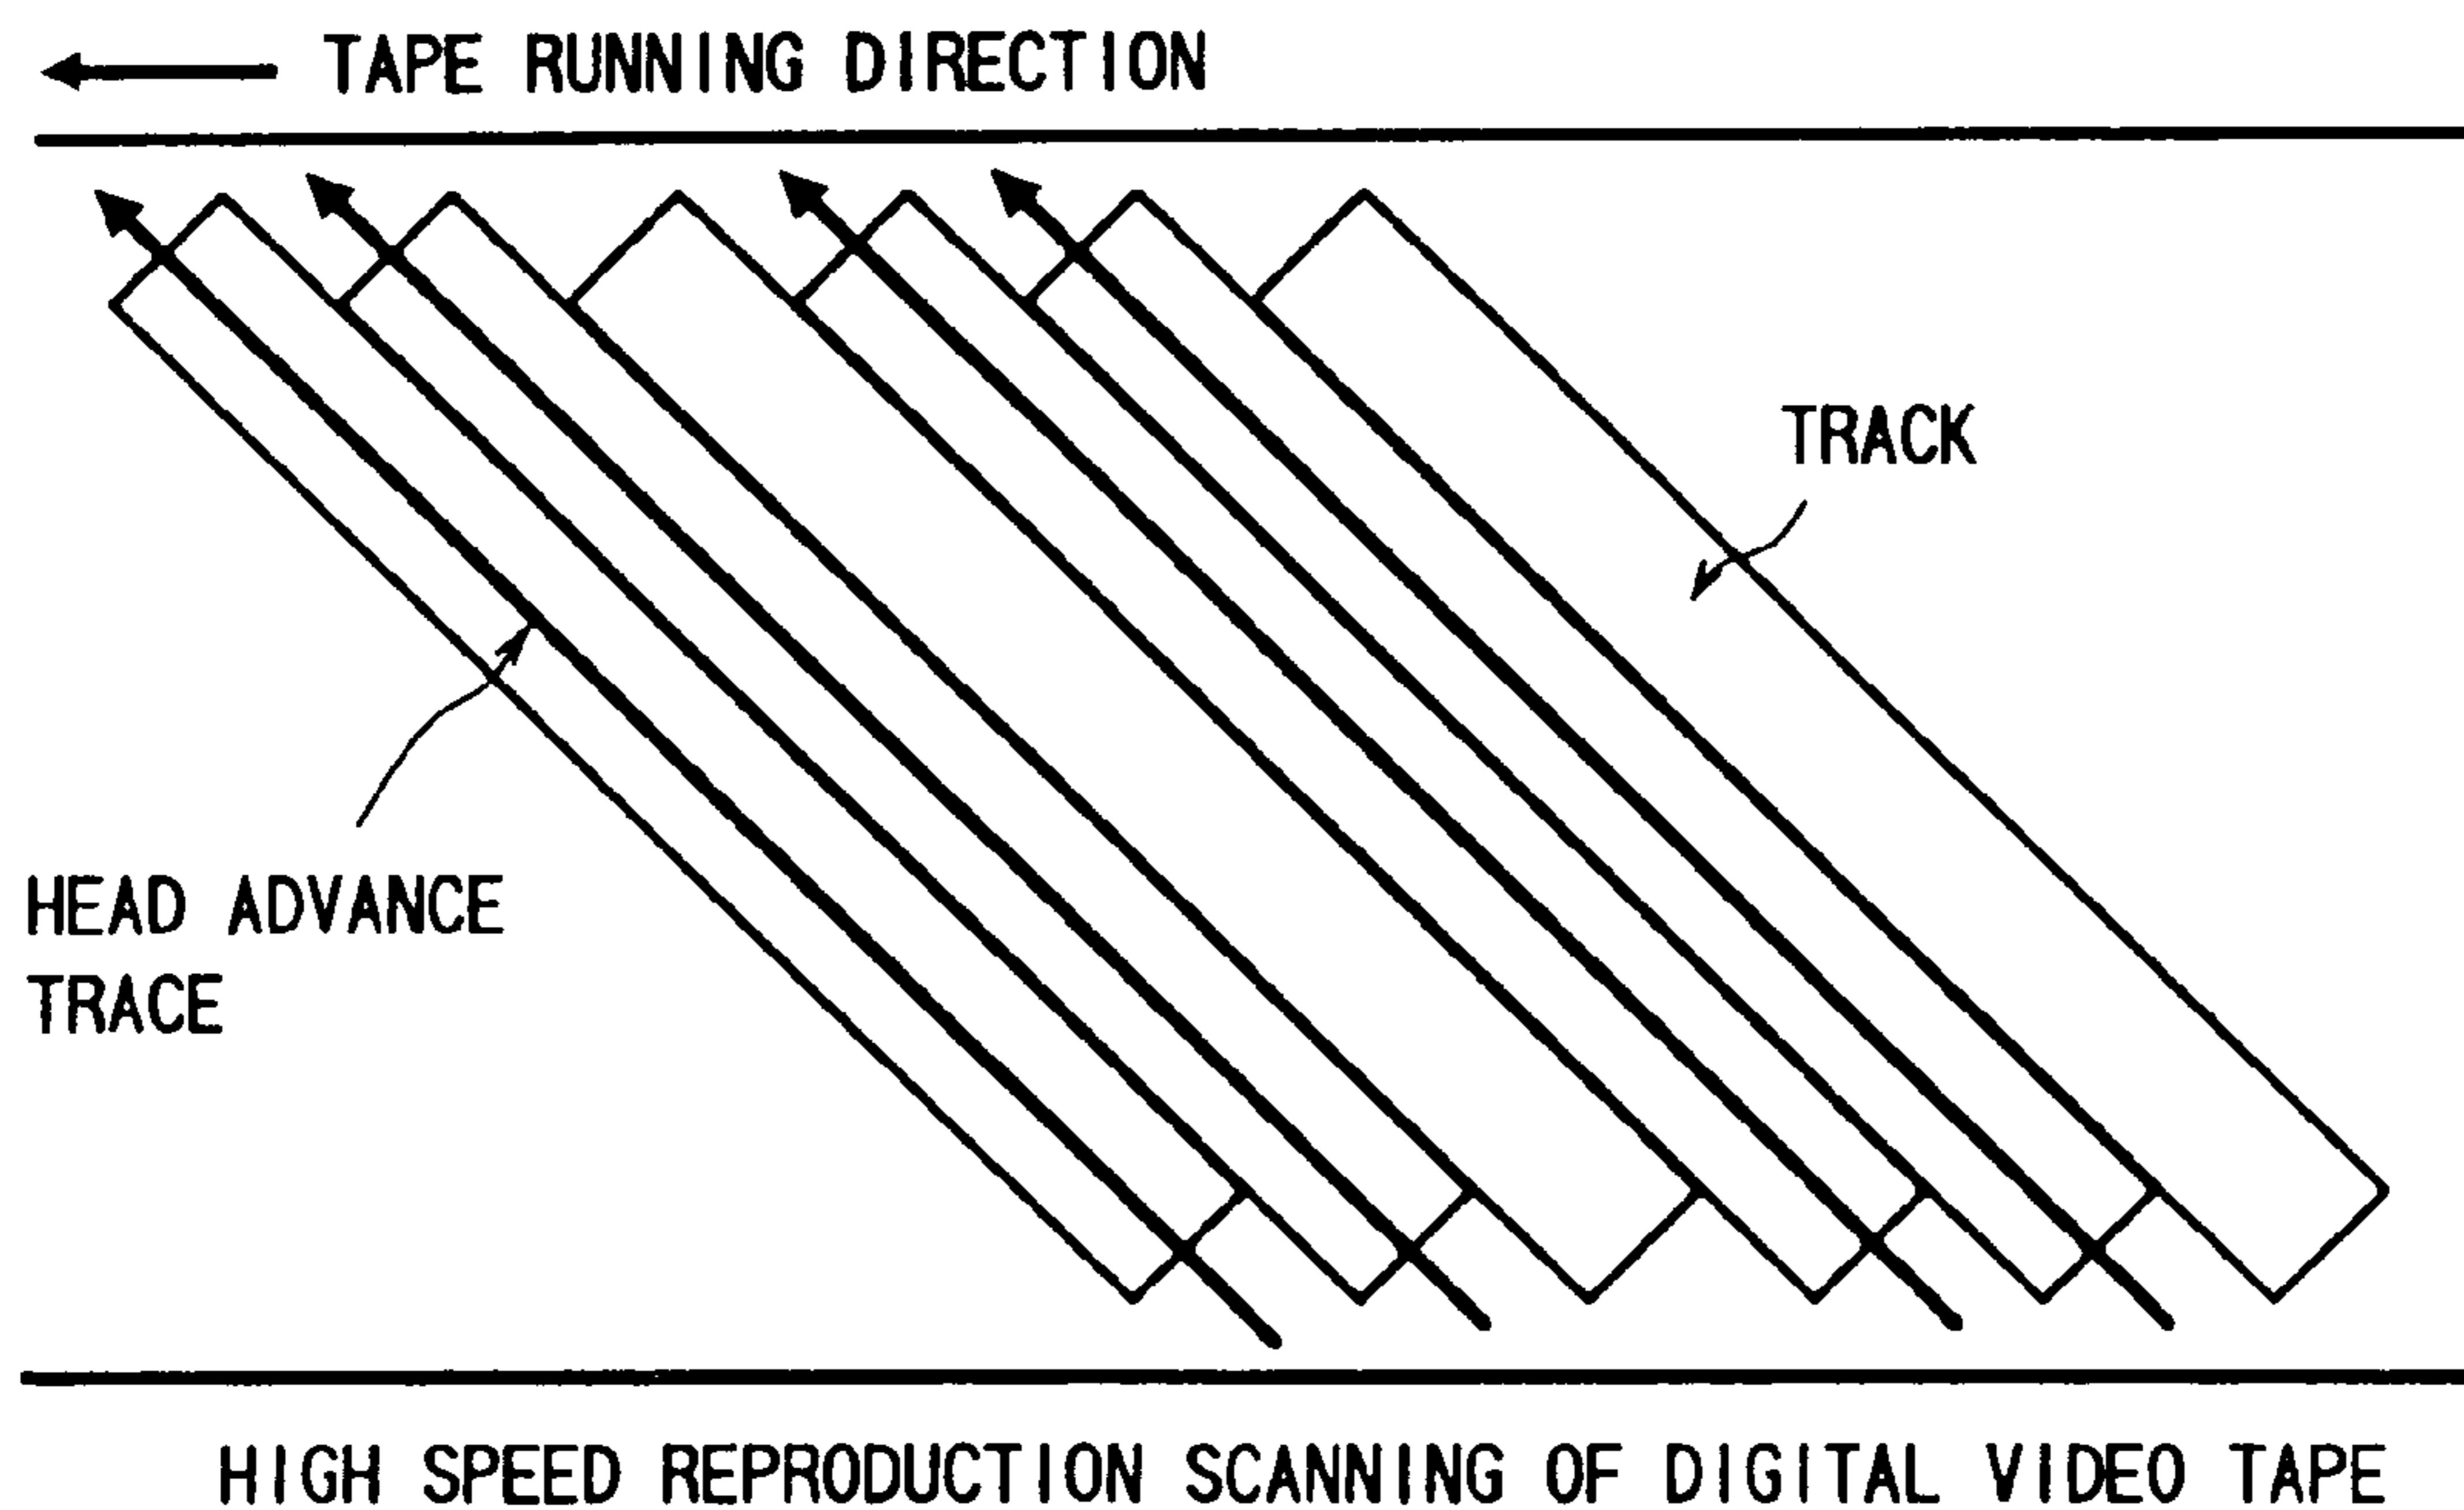 TAPE RUNNING DIRECTION
TRACK
HEAD ADVANCE
TRACE
HIGH SPEED REPRODUCTION SCANNING OF DIGITAL VIDEO TAPE